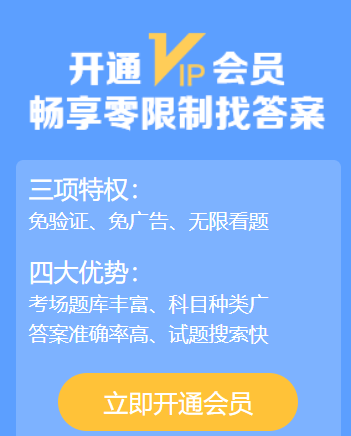 开通VIP会员
畅享零限制找答案
三项特权：
免验证、免广告、无限看题
四大优势：
考场题库丰富、科目种类广
答案准确率高、试题搜索快
立即开通会员